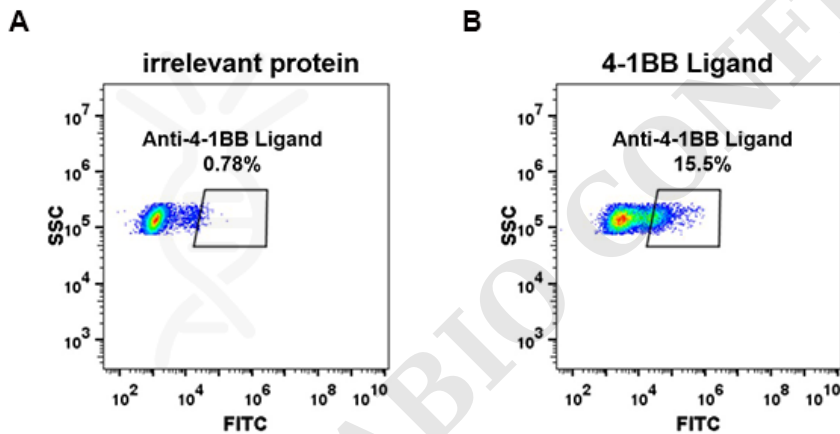 A
irrelevant protein
Anti-4-1BB Ligand
0.78%
SSC
10^7
10^6
10^5
10^4
10^3
10^2 10^4 10^6 10^8 10^10
FITC
B
4-1BB Ligand
Anti-4-1BB Ligand
15.5%
SSC
10^7
10^6
10^5
10^4
10^3
10^2 10^4 10^6 10^8 10^10
FITC
ABIO CONF